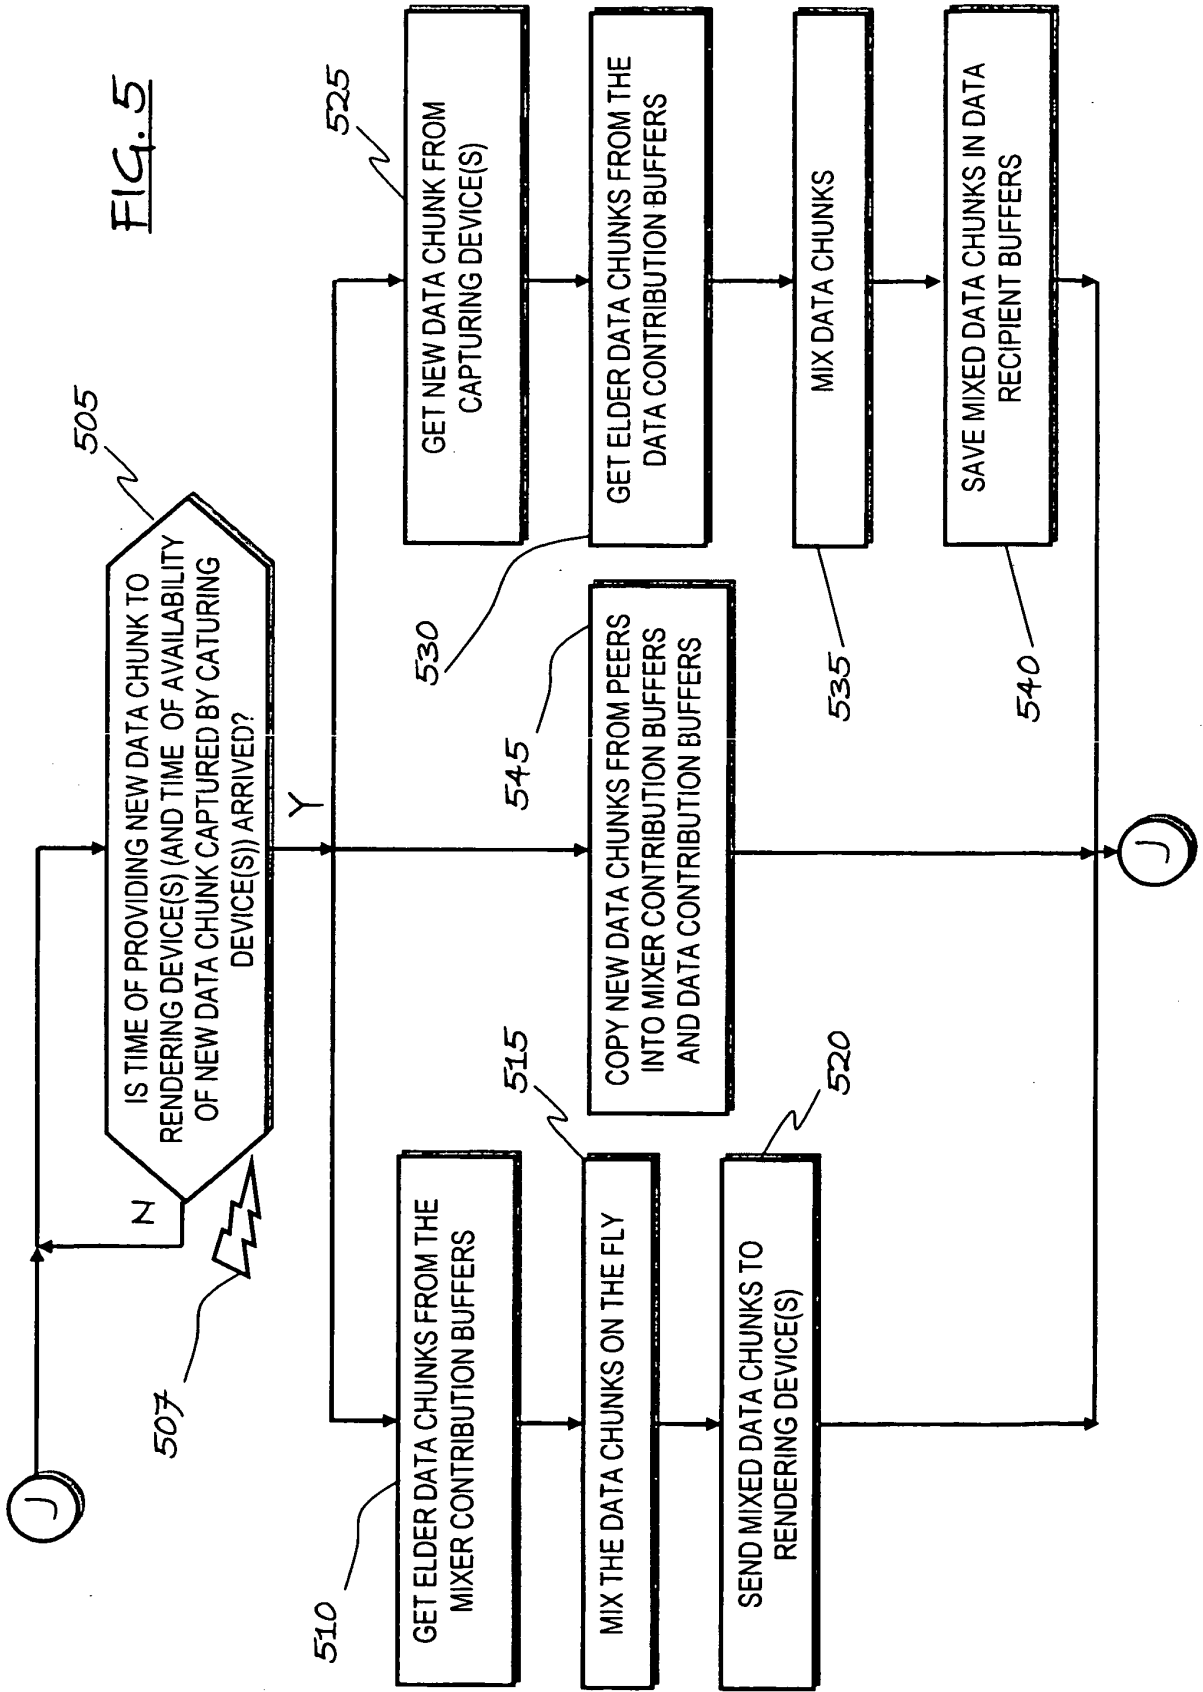 FIG. 5
J
505
IS TIME OF PROVIDING NEW DATA CHUNK TO
RENDERING DEVICE(S) (AND TIME OF AVAILABILITY
OF NEW DATA CHUNK CAPTURED BY CATURING
DEVICE(S)) ARRIVED?
N
507
Y
510
GET ELDER DATA CHUNKS FROM THE
MIXER CONTRIBUTION BUFFERS
515
MIX THE DATA CHUNKS ON THE FLY
520
SEND MIXED DATA CHUNKS TO
RENDERING DEVICE(S)
545
COPY NEW DATA CHUNKS FROM PEERS
INTO MIXER CONTRIBUTION BUFFERS
AND DATA CONTRIBUTION BUFFERS
525
GET NEW DATA CHUNK FROM
CAPTURING DEVICE(S)
530
GET ELDER DATA CHUNKS FROM THE
DATA CONTRIBUTION BUFFERS
535
MIX DATA CHUNKS
540
SAVE MIXED DATA CHUNKS IN DATA
RECIPIENT BUFFERS
J